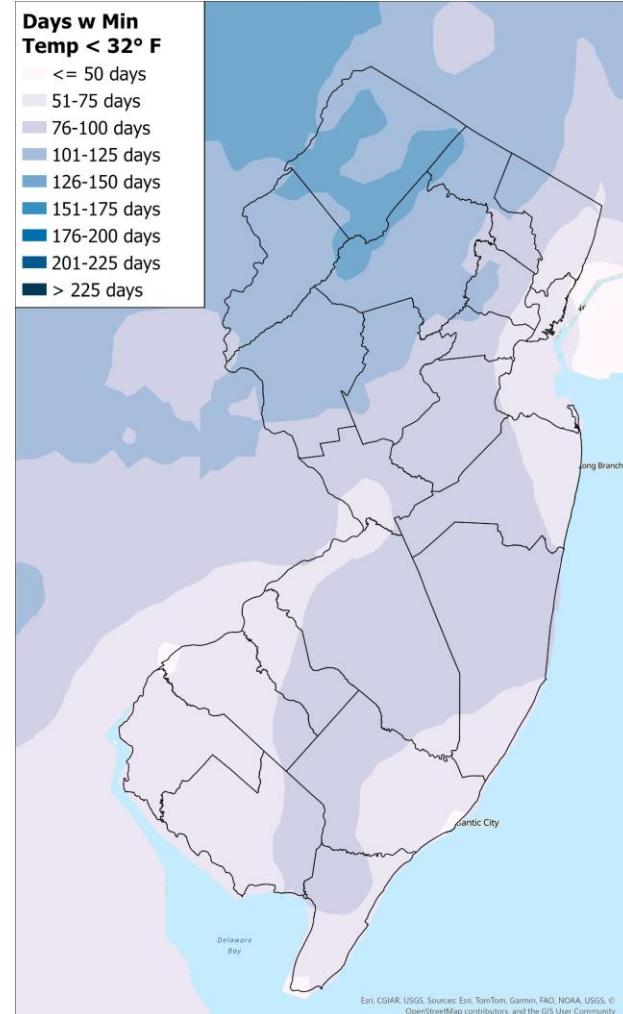 Days w Min
Temp < 32° F
<= 50 days
51-75 days
76-100 days
101-125 days
126-150 days
151-175 days
176-200 days
201-225 days
> 225 days
ong Branch
lantic City
Delaware
Bay
Esri, CGIAR, USGS, Sources: Esri, TomTom, Garmin, FAO, NOAA, USGS, ©
OpenStreetMap contributors, and the GIS User Community